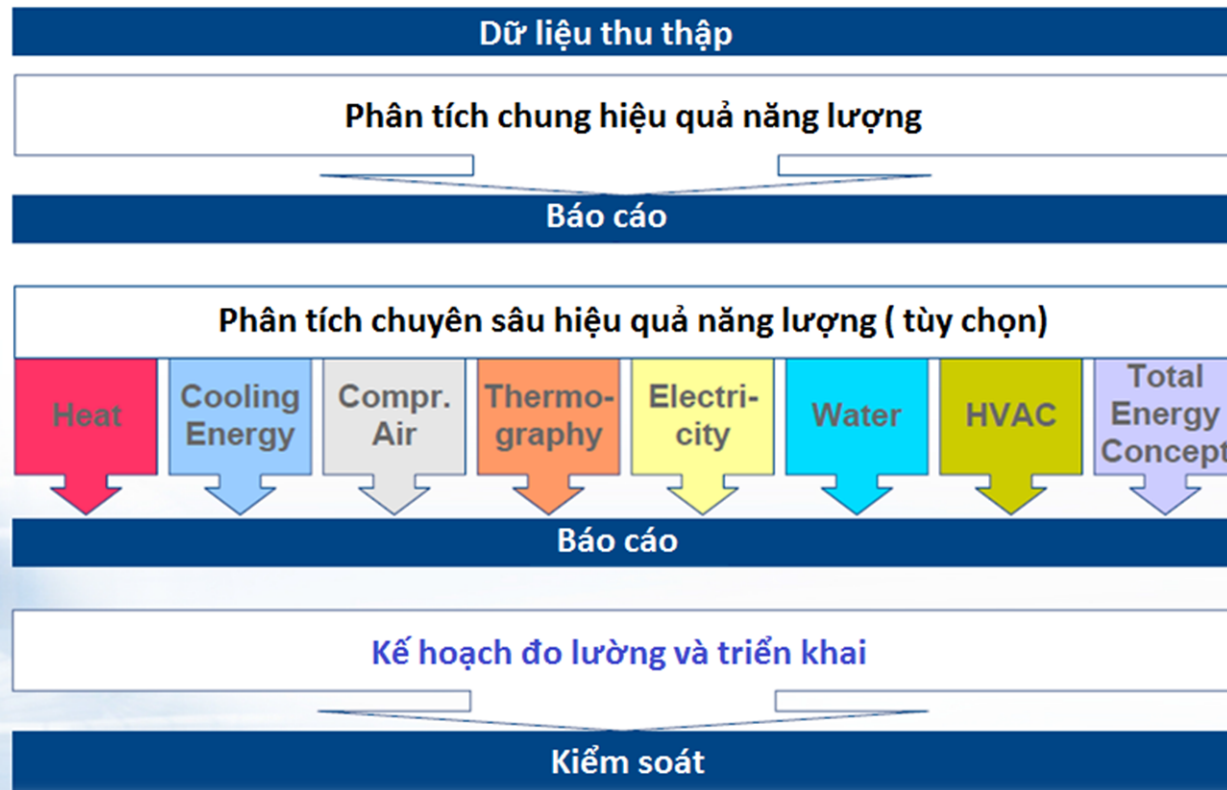 Dữ liệu thu thập
Phân tích chung hiệu quả năng lượng
Báo cáo
Phân tích chuyên sâu hiệu quả năng lượng ( tùy chọn)
Heat
Cooling
Energy
Compr.
Air
Thermo-
graphy
Electri-
city
Water
HVAC
Total
Energy
Concept
Báo cáo
Kế hoạch đo lường và triển khai
Kiểm soát